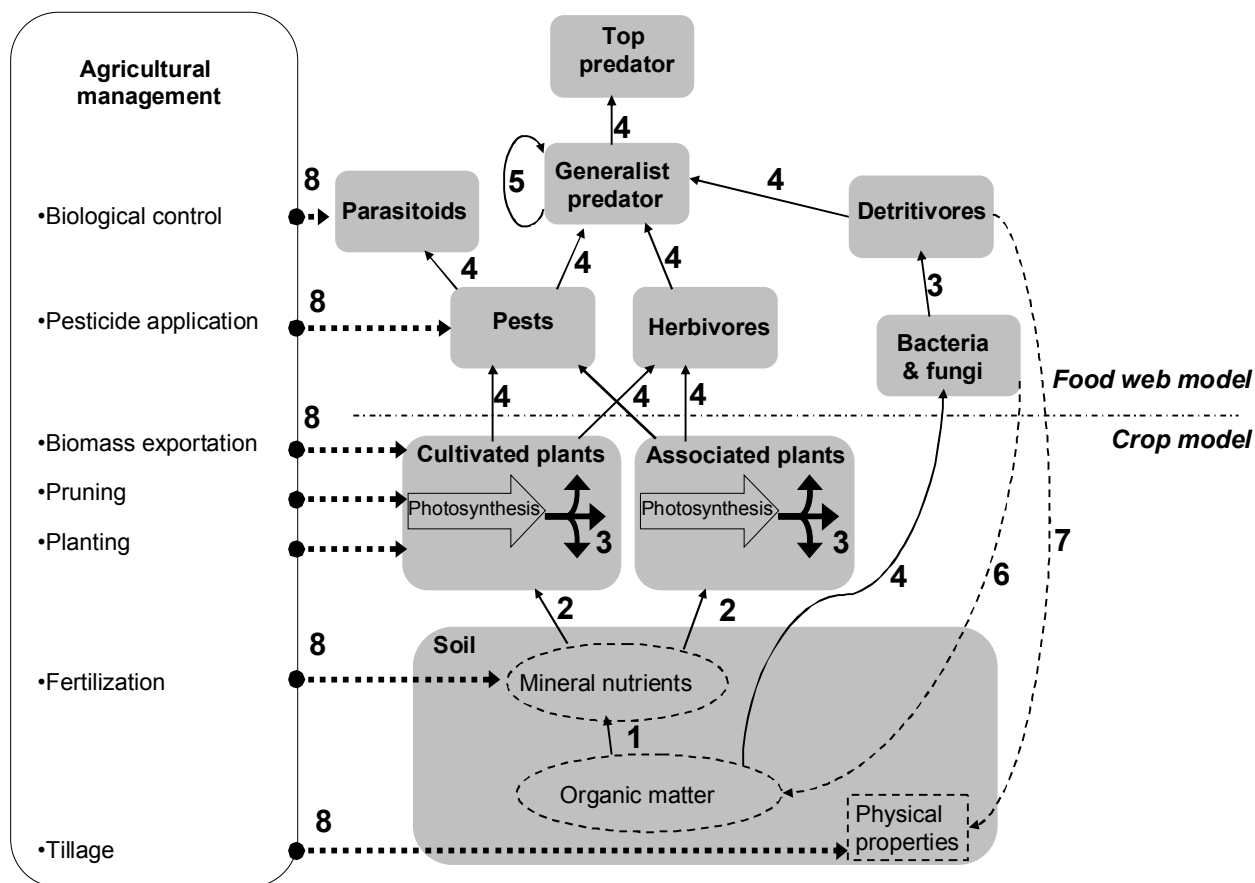 Agricultural
management
•Biological control
•Pesticide application
•Biomass exportation
•Pruning
•Planting
•Fertilization
•Tillage
8
8
8
8
8
Top
predator
4
Generalist
predator
5
4
Parasitoids
Detritivores
4
4
4
3
Pests
Herbivores
Bacteria
& fungi
Food web model
4
4
4
Crop model
Cultivated plants
Photosynthesis
3
Associated plants
Photosynthesis
3
4
6
7
2
2
Soil
Mineral nutrients
1
Organic matter
Physical
properties